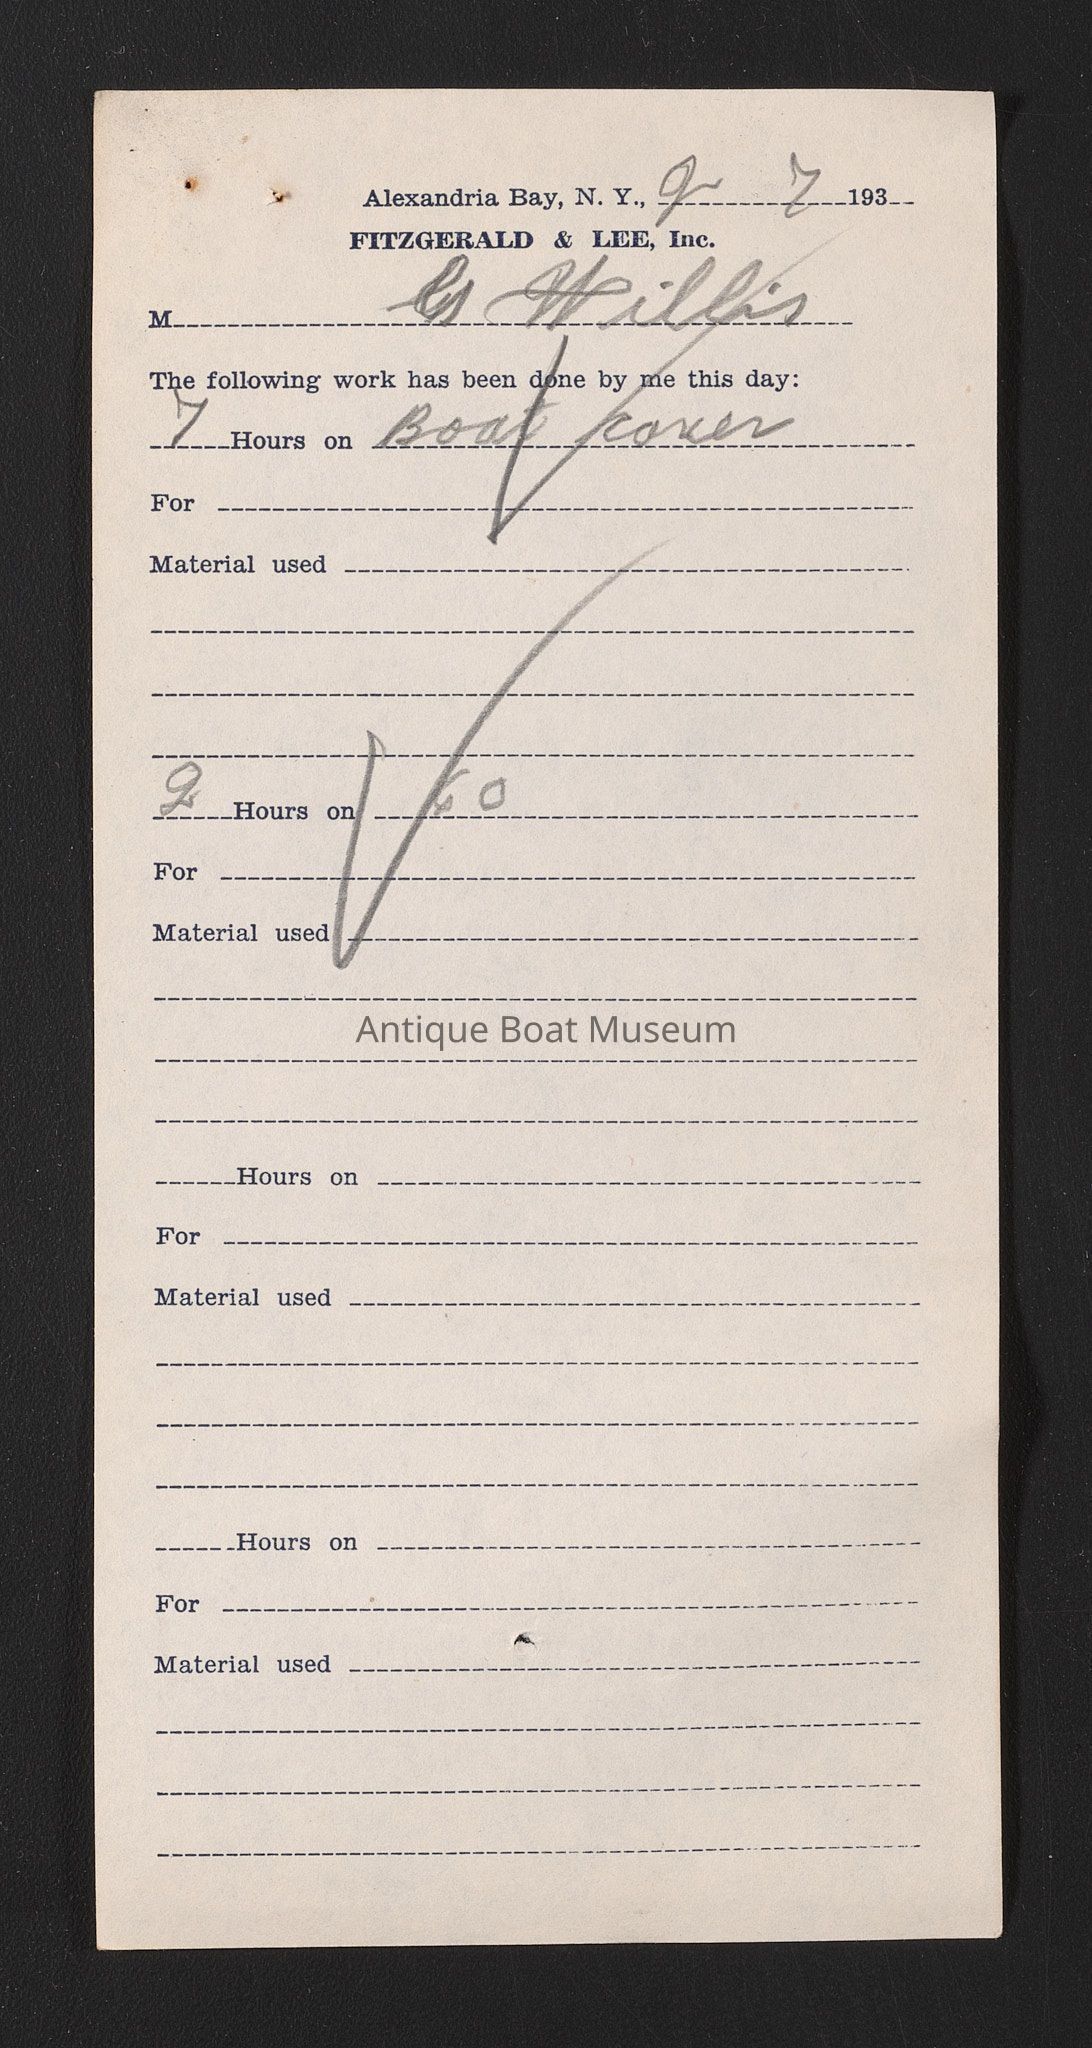 Alexandria Bay, N. Y., 9 7 193
FITZGERALD & LEE, Inc.
M G Willis
The following work has been done by me this day:
7 Hours on Boat cover
For
Material used
2 Hours on 60
For
Material used
Antique Boat Museum
Hours on
For
Material used
Hours on
For
Material used